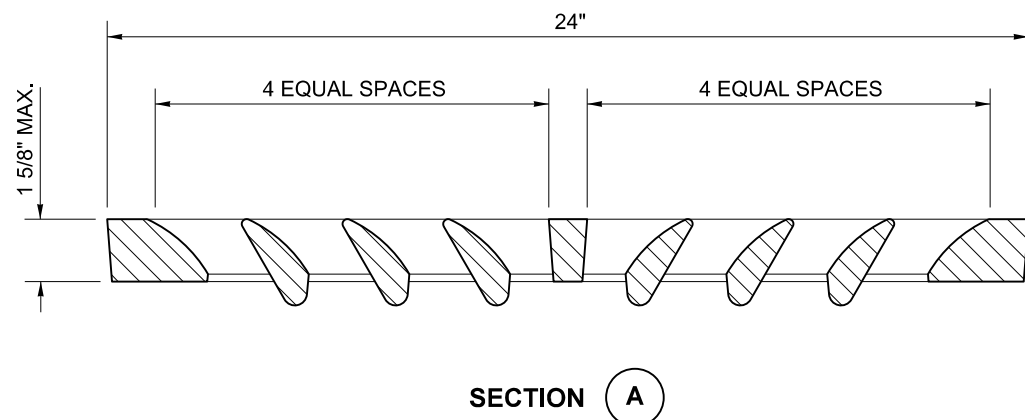 24"
4 EQUAL SPACES
4 EQUAL SPACES
1 5/8" MAX.
SECTION A